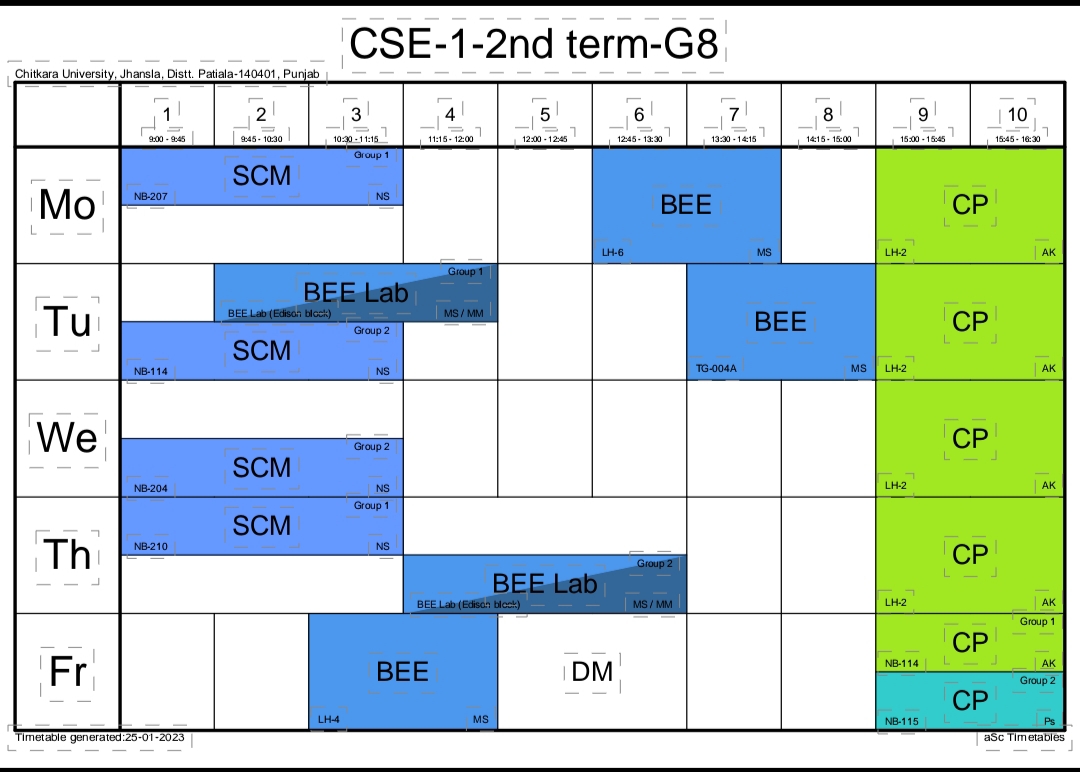 CSE-1-2nd term-G8
Chitkara University, Jhansla, Distt. Patiala-140401, Punjab
1 2 3 4 5 6 7 8 9 10
9:00 - 9:45 9:45 - 10:30 10:30 - 11:15 11:15 - 12:00 12:00 - 12:45 12:45 - 13:30 13:30 - 14:15 14:15 - 15:00 15:00 - 15:45 15:45 - 16:30
Mo
Group 1
SCM
NB-207 NS
BEE
LH-6 MS
CP
LH-2 AK
Tu
Group 1
BEE Lab
BEE Lab (Edison block) MS / MM
Group 2
SCM
NB-114 NS
BEE
TG-004A MS
CP
LH-2 AK
We
Group 2
SCM
NB-204 NS
CP
LH-2 AK
Th
Group 1
SCM
NB-210 NS
Group 2
BEE Lab
BEE Lab (Edison block) MS / MM
CP
LH-2 AK
Fr
BEE
LH-4 MS
DM
Group 1
CP
NB-114 AK
Group 2
CP
NB-115 Ps
Timetable generated:25-01-2023
aSc Timetables